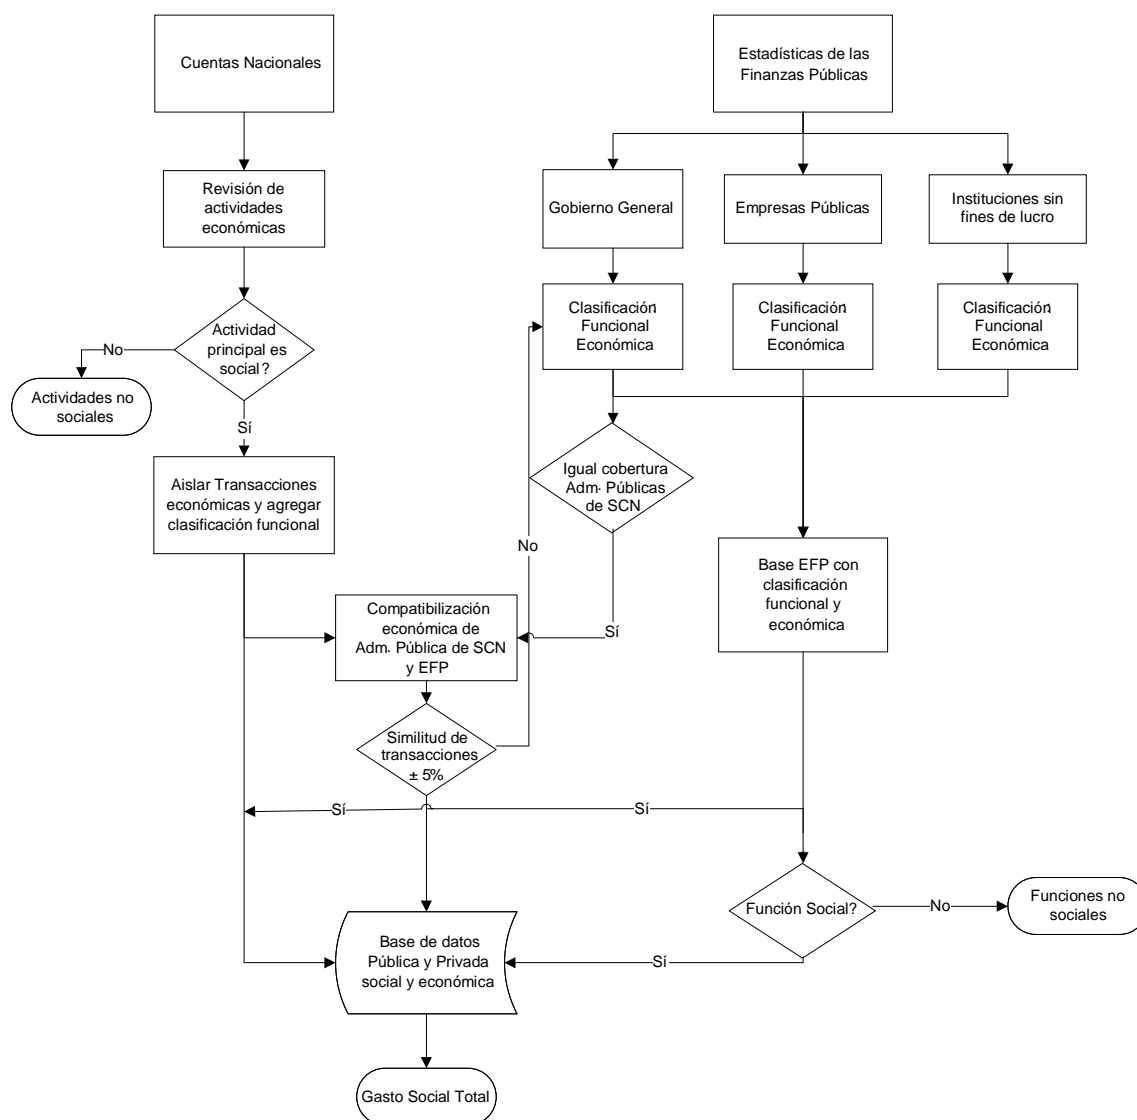 Cuentas Nacionales
Estadísticas de las
Finanzas Públicas
Revisión de
actividades
económicas
Gobierno General
Empresas Públicas
Instituciones sin
fines de lucro
Clasificación
Funcional
Económica
Clasificación
Funcional
Económica
Clasificación
Funcional
Económica
Actividad
principal es
social?
No
Actividades no
sociales
Sí
Igual cobertura
Adm. Públicas
de SCN
Aislar Transacciones
económicas y agregar
clasificación funcional
No
Base EFP con
clasificación
funcional y
económica
Compatibilización
económica de
Adm. Pública de SCN
y EFP
Sí
Similitud de
transacciones
± 5%
Sí
Sí
Función Social?
No
Funciones no
sociales
Base de datos
Pública y Privada
social y económica
Sí
Gasto Social Total